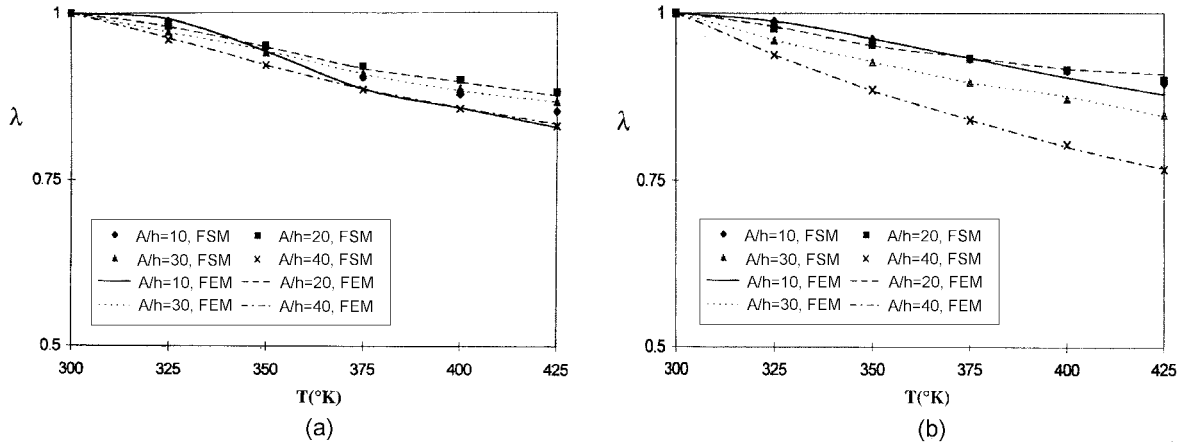 1
λ
0.75
A/h=10, FSM A/h=20, FSM
A/h=30, FSM A/h=40, FSM
A/h=10, FEM A/h=20, FEM
A/h=30, FEM A/h=40, FEM
0.5
300 325 350 375 400 425
T(°K)
(a)
1
λ
0.75
A/h=10, FSM A/h=20, FSM
A/h=30, FSM A/h=40, FSM
A/h=10, FEM A/h=20, FEM
A/h=30, FEM A/h=40, FEM
0.5
300 325 350 375 400 425
T(°K)
(b)